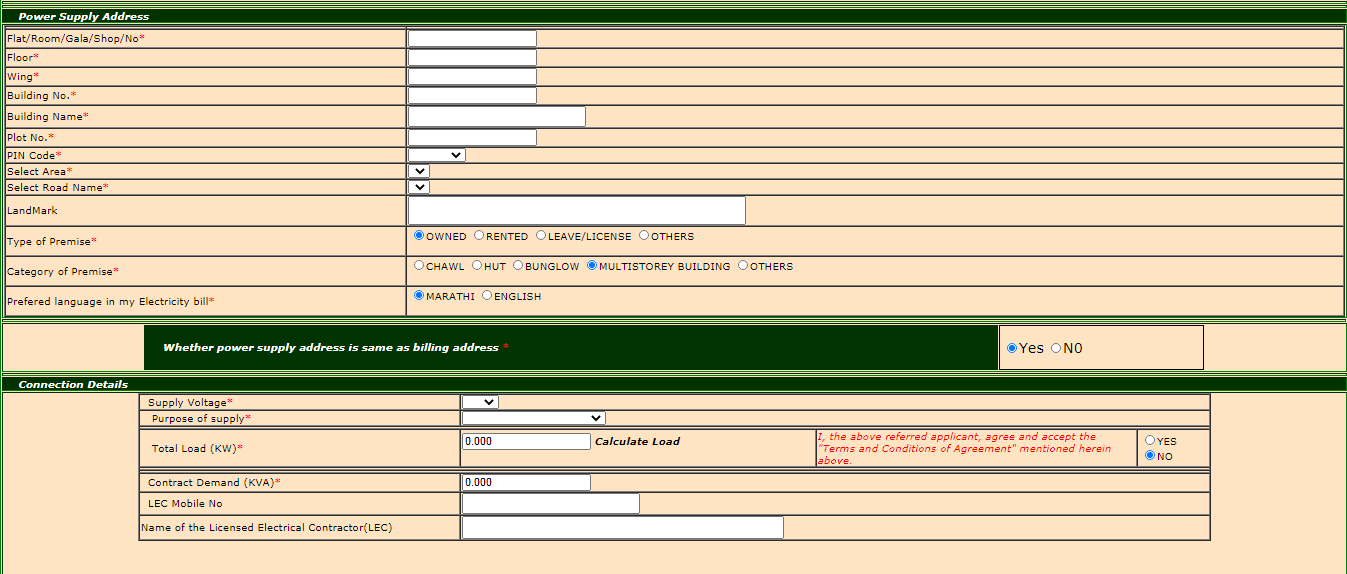 Power Supply Address
Flat/Room/Gala/Shop/No*
Floor*
Wing*
Building No.*
Building Name*
Plot No.*
PIN Code*
Select Area*
Select Road Name*
LandMark
Type of Premise*
OWNED RENTED LEAVE/LICENSE OTHERS
Category of Premise*
CHAWL HUT BUNGLOW MULTISTOREY BUILDING OTHERS
Prefered language in my Electricity bill*
MARATHI ENGLISH
Whether power supply address is same as billing address *
Yes N0
Connection Details
Supply Voltage*
Purpose of supply*
Total Load (KW)*
0.000 Calculate Load
I, the above referred applicant, agree and accept the
"Terms and Conditions of Agreement" mentioned herein
above.
YES
NO
Contract Demand (KVA)*
0.000
LEC Mobile No
Name of the Licensed Electrical Contractor(LEC)